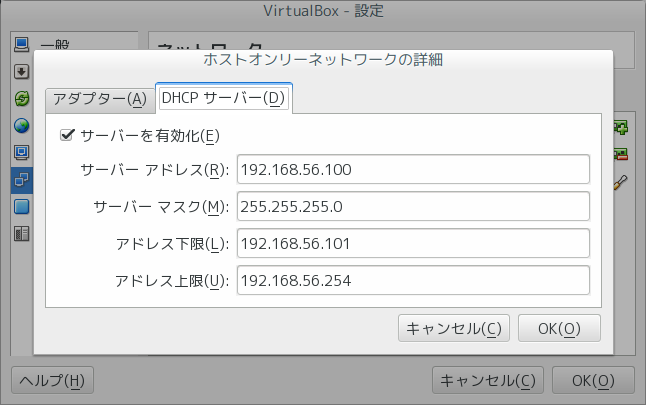 VirtualBox - 設定
一般
ネットワーク
ホストオンリーネットワークの詳細
アダプター(A)
DHCP サーバー(D)
サーバーを有効化(E)
サーバー アドレス(R): 192.168.56.100
サーバー マスク(M): 255.255.255.0
アドレス下限(L): 192.168.56.101
アドレス上限(U): 192.168.56.254
キャンセル(C)
OK(O)
ヘルプ(H)
キャンセル(C)
OK(O)